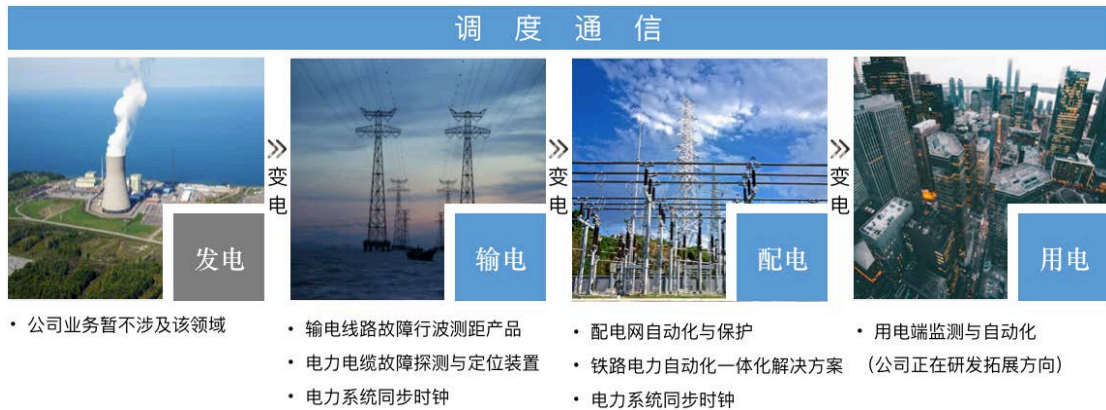 调度通信
变电
变电
变电
发电
输电
配电
用电
• 公司业务暂不涉及该领域
• 输电线路故障行波测距产品
• 电力电缆故障探测与定位装置
• 电力系统同步时钟
• 配电网自动化与保护
• 铁路电力自动化一体化解决方案
• 电力系统同步时钟
• 用电端监测与自动化
（公司正在研发拓展方向）